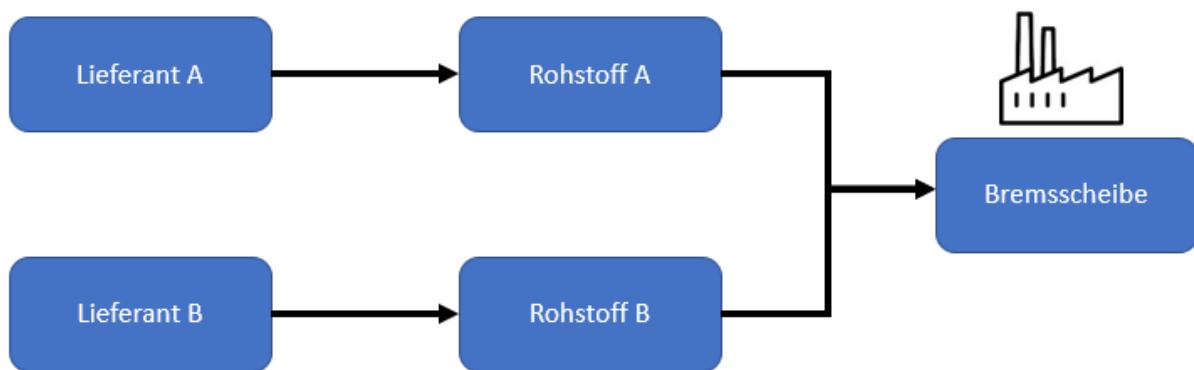 Lieferant A
Rohstoff A
Bremsscheibe
Lieferant B
Rohstoff B